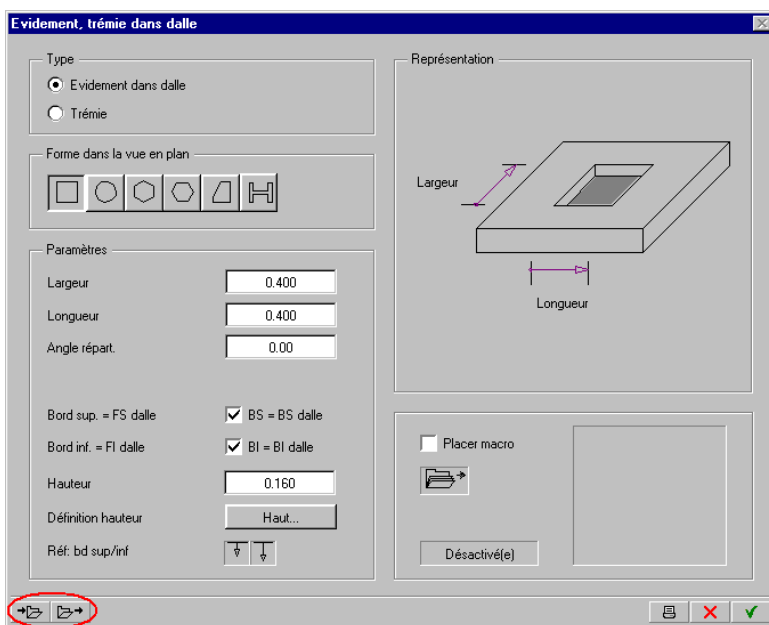 Evidement, trémie dans dalle
Type
Evidement dans dalle
Trémie
Forme dans la vue en plan
Paramètres
Largeur 0.400
Longueur 0.400
Angle répart. 0.00
Bord sup. = FS dalle BS = BS dalle
Bord inf. = FI dalle BI = BI dalle
Hauteur 0.160
Définition hauteur Haut...
Réf: bd sup/inf
Représentation
Largeur
Longueur
Placer macro
Désactivé(e)